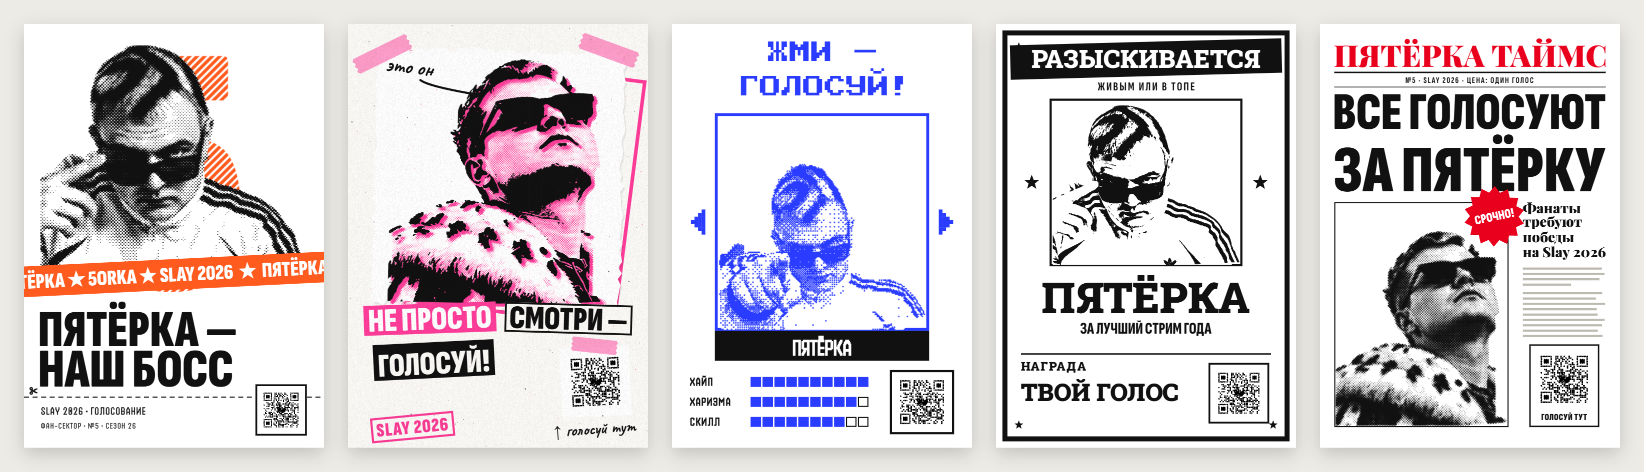 ТЁРКА ★ 5ORKA ★ SLAY 2026 ★ ПЯТЁРКА
ПЯТЁРКА —
НАШ БОСС
SLAY 2026 · ГОЛОСОВАНИЕ
ФАН-СЕКТОР · №5 · СЕЗОН 26
это он
НЕ ПРОСТО
СМОТРИ —
ГОЛОСУЙ!
SLAY 2026
↑ голосуй тут
ЖМИ —
ГОЛОСУЙ!
ПЯТЁРКА
ХАЙП
ХАРИЗМА
СКИЛЛ
РАЗЫСКИВАЕТСЯ
ЖИВЫМ ИЛИ В ТОПЕ
ПЯТЁРКА
ЗА ЛУЧШИЙ СТРИМ ГОДА
НАГРАДА
ТВОЙ ГОЛОС
ПЯТЁРКА ТАЙМС
№5 · SLAY 2026 · ЦЕНА: ОДИН ГОЛОС
ВСЕ ГОЛОСУЮТ
ЗА ПЯТЁРКУ
СРОЧНО!
Фанаты
требуют
победы
на Slay 2026
ГОЛОСУЙ ТУТ